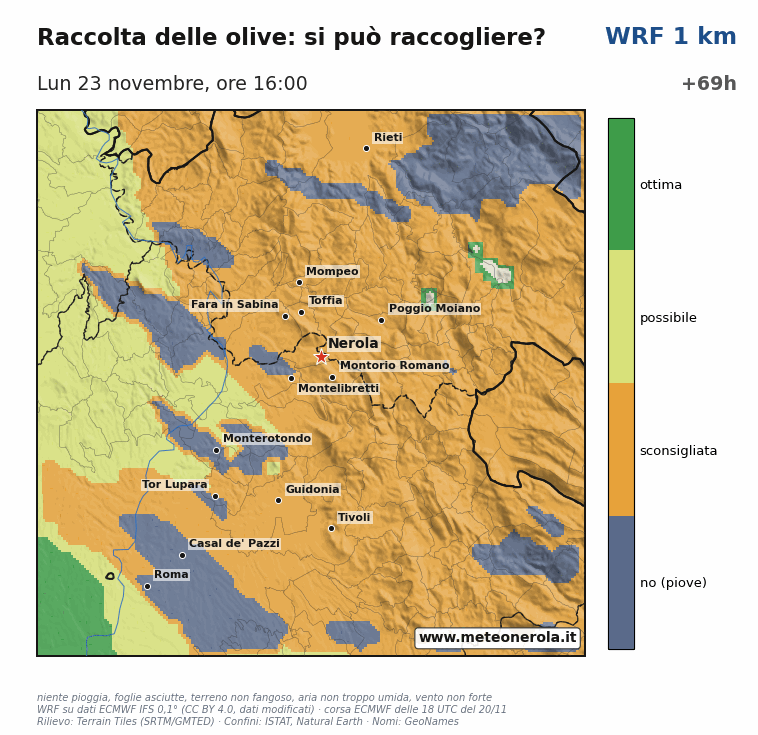 Raccolta delle olive: si può raccogliere?
WRF 1 km
Lun 23 novembre, ore 16:00
+69h
Rieti
Mompeo
Toffia
Fara in Sabina
Poggio Moiano
Nerola
Montorio Romano
Montelibretti
Monterotondo
Tor Lupara
Guidonia
Tivoli
Casal de' Pazzi
Roma
www.meteonerola.it
ottima
possibile
sconsigliata
no (piove)
niente pioggia, foglie asciutte, terreno non fangoso, aria non troppo umida, vento non forte
WRF su dati ECMWF IFS 0,1° (CC BY 4.0, dati modificati) · corsa ECMWF delle 18 UTC del 20/11
Rilievo: Terrain Tiles (SRTM/GMTED) · Confini: ISTAT, Natural Earth · Nomi: GeoNames